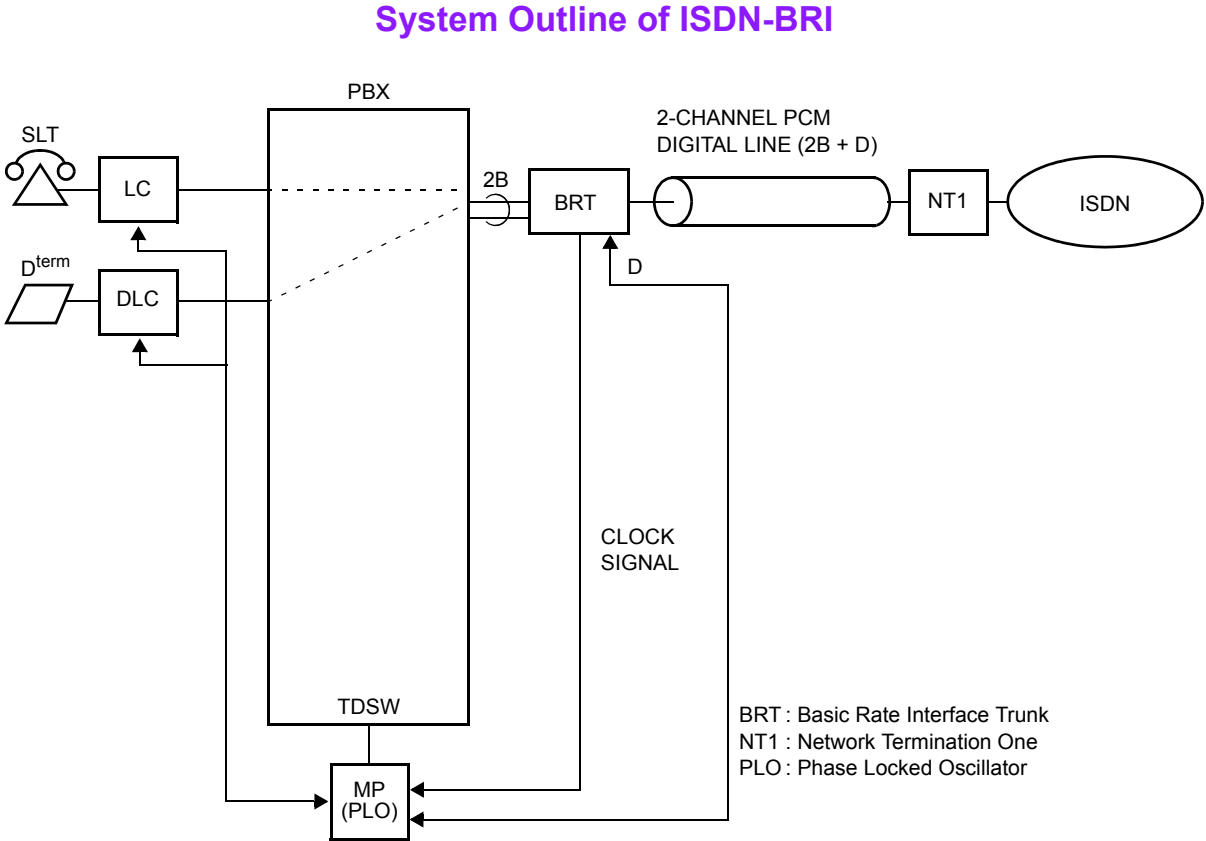 System Outline of ISDN-BRI
PBX
2-CHANNEL PCM
DIGITAL LINE (2B + D)
SLT
LC
2B
BRT
NT1
ISDN
D
Dterm
DLC
CLOCK
SIGNAL
TDSW
MP
(PLO)
BRT : Basic Rate Interface Trunk
NT1 : Network Termination One
PLO : Phase Locked Oscillator